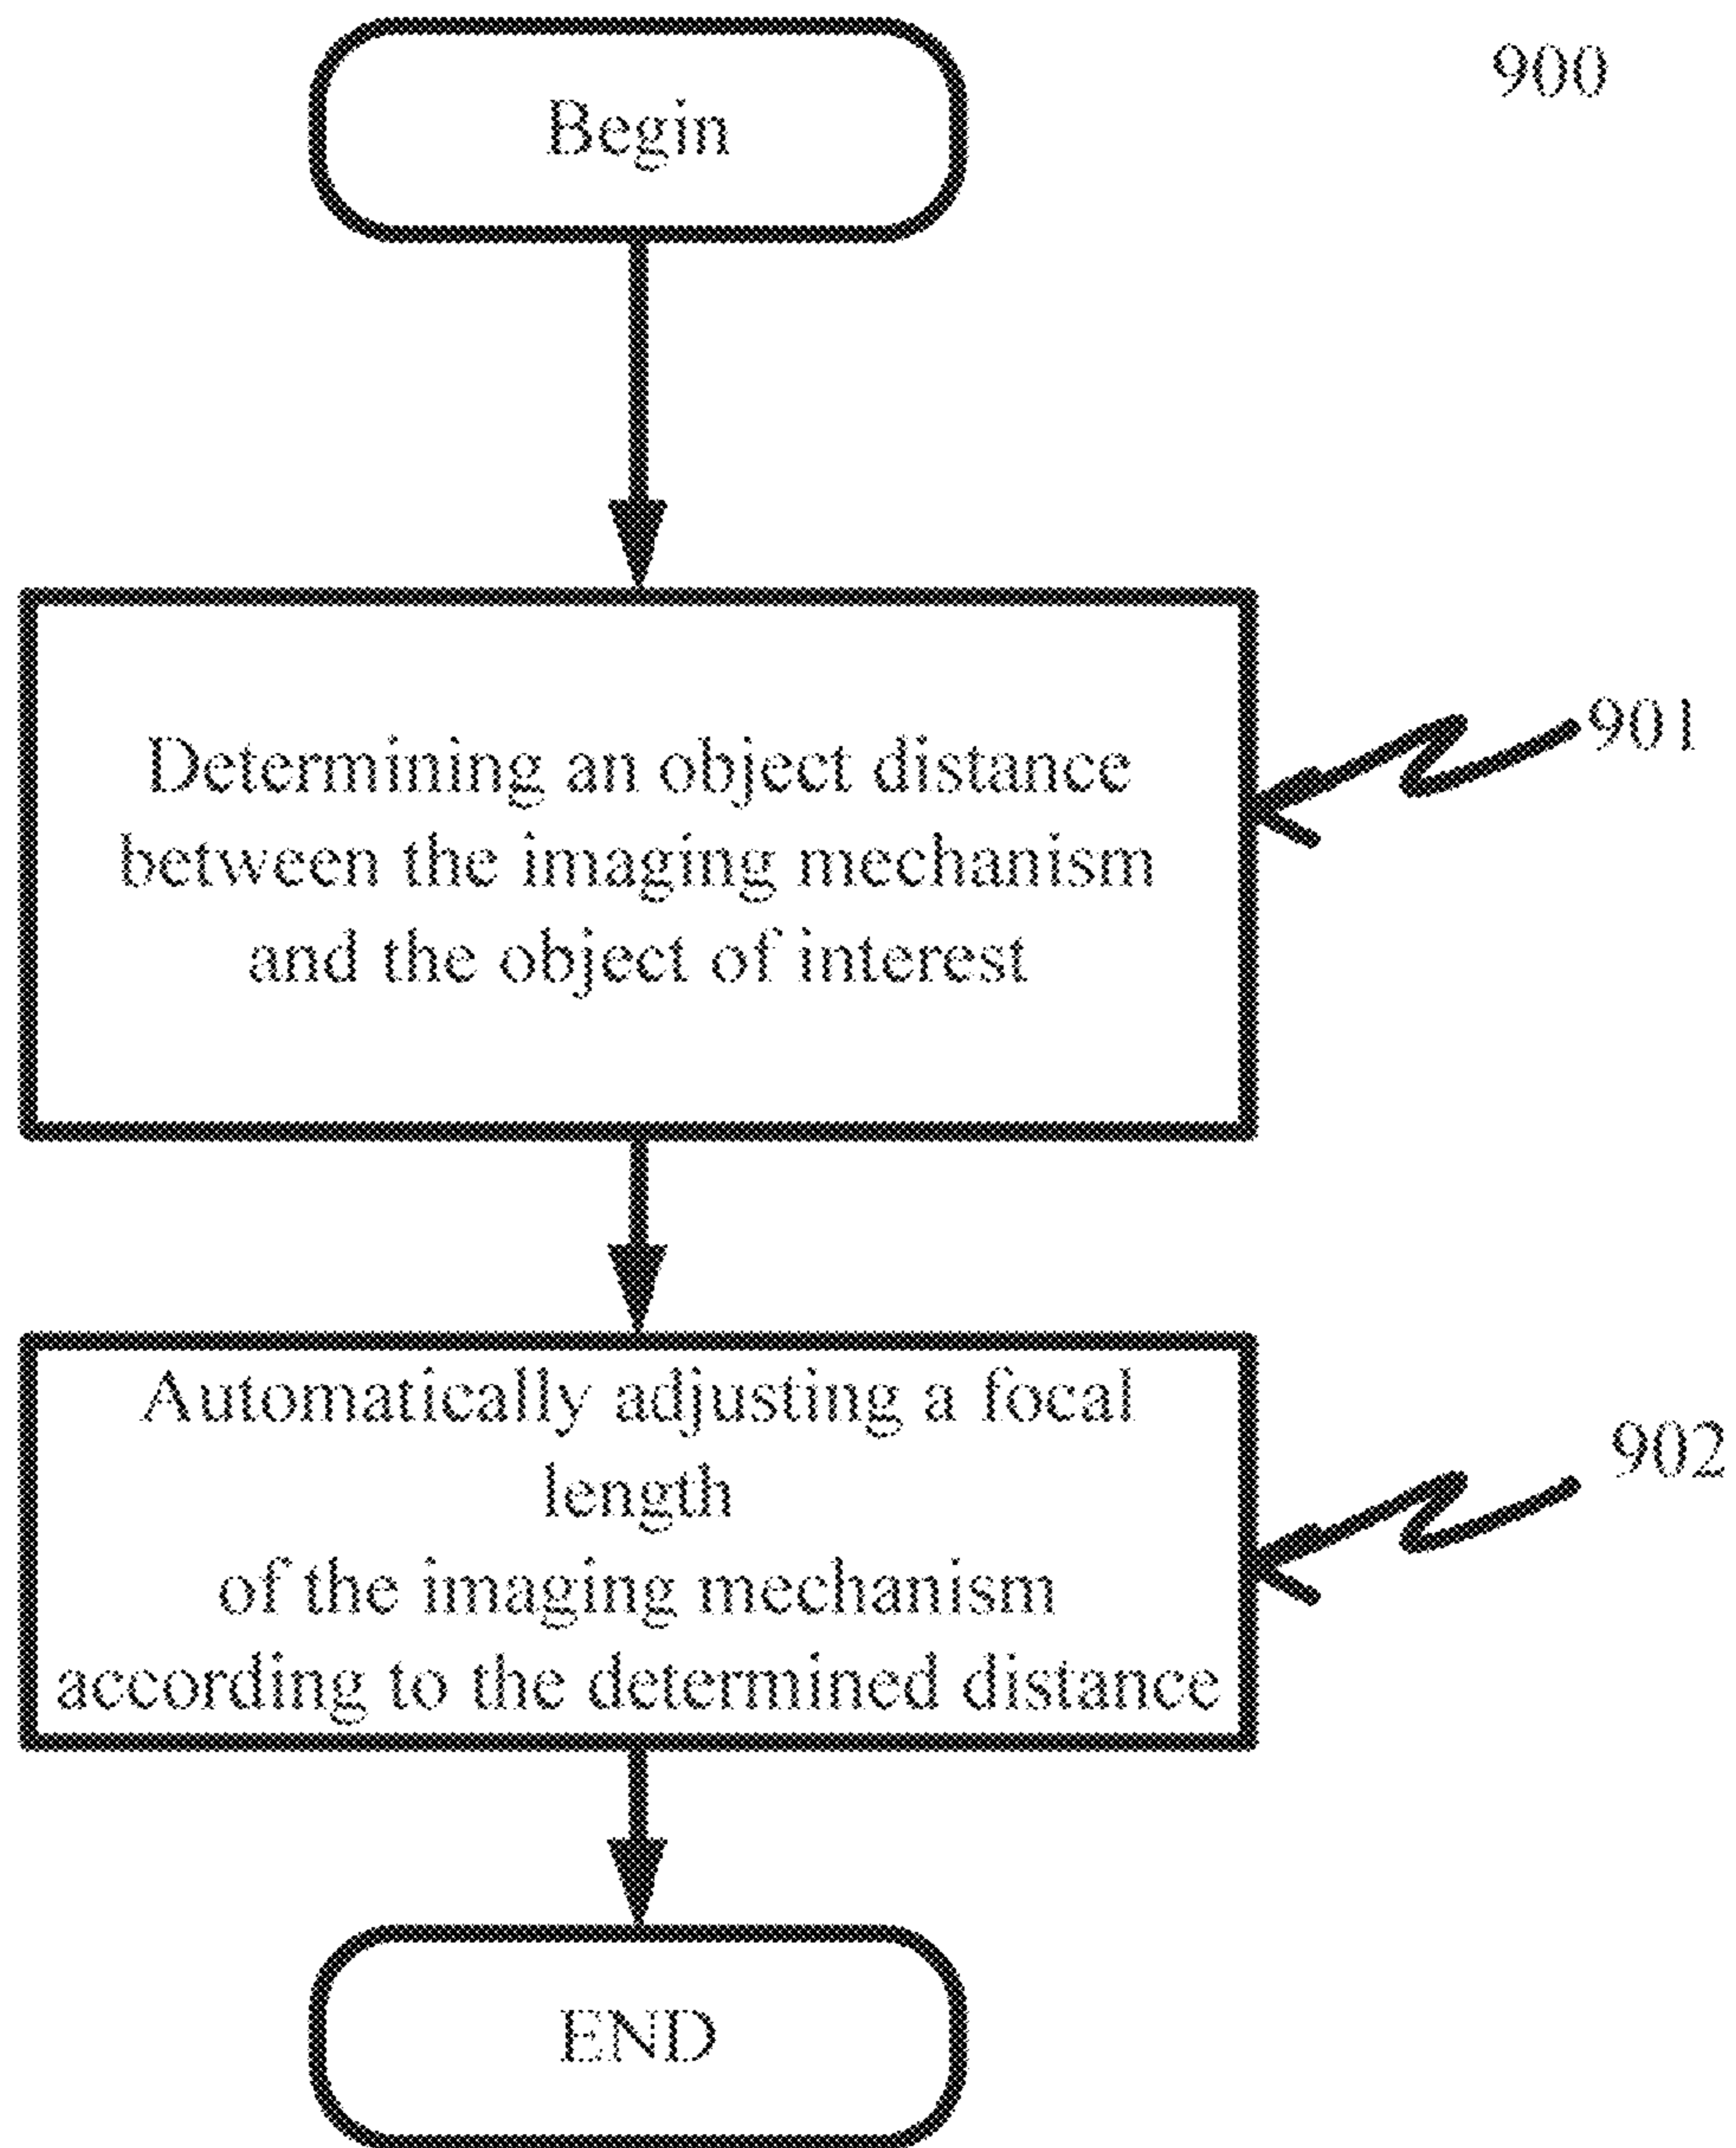 900
Begin
901
Determining an object distance
between the imaging mechanism
and the object of interest
Automatically adjusting a focal
length
of the imaging mechanism
according to the determined distance
902
END